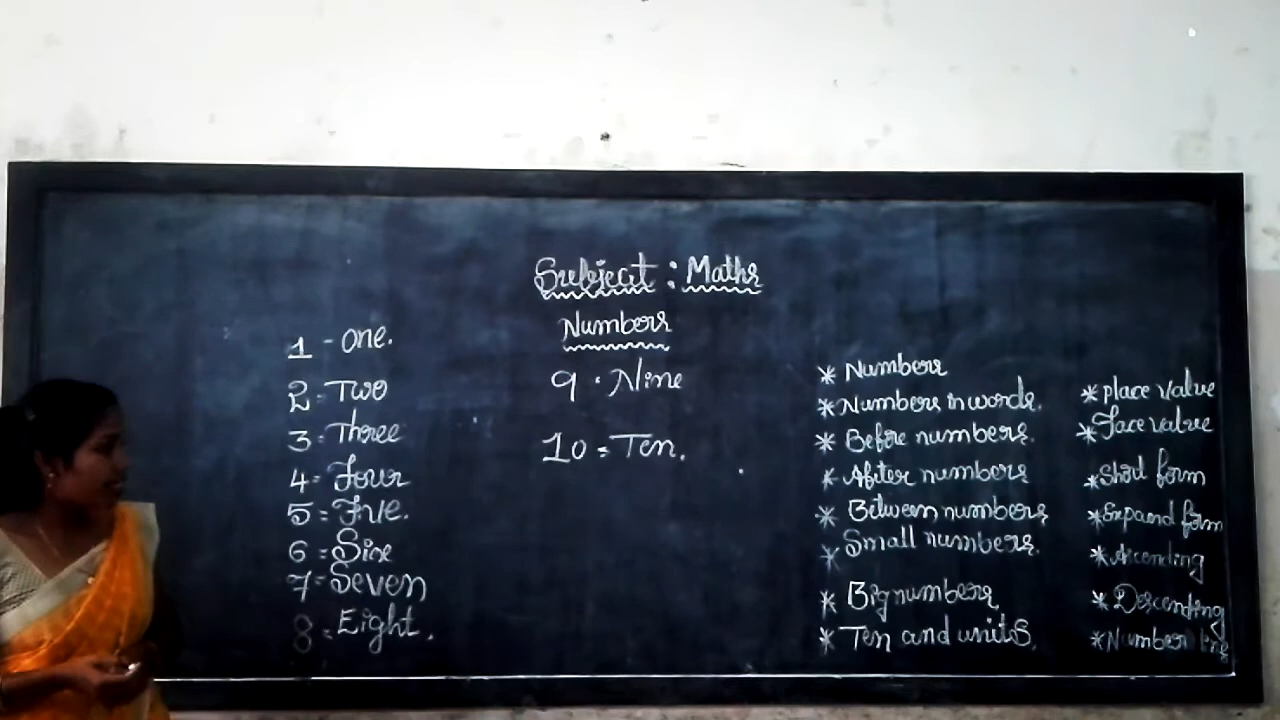 Subject : Maths
Numbers
1 - One.
2 - Two
3 - Three
4 - Four
5 - Five.
6 - Six
7 - Seven
8 - Eight.
9 - Nine
10 - Ten.
* Numbers
* Numbers in words.
* Before numbers.
* After numbers
* Between numbers
* Small numbers.
* Big numbers
* Ten and units.
* Place value
* Face value
* Short form
* Expand form
* Ascending
* Descending
* Number